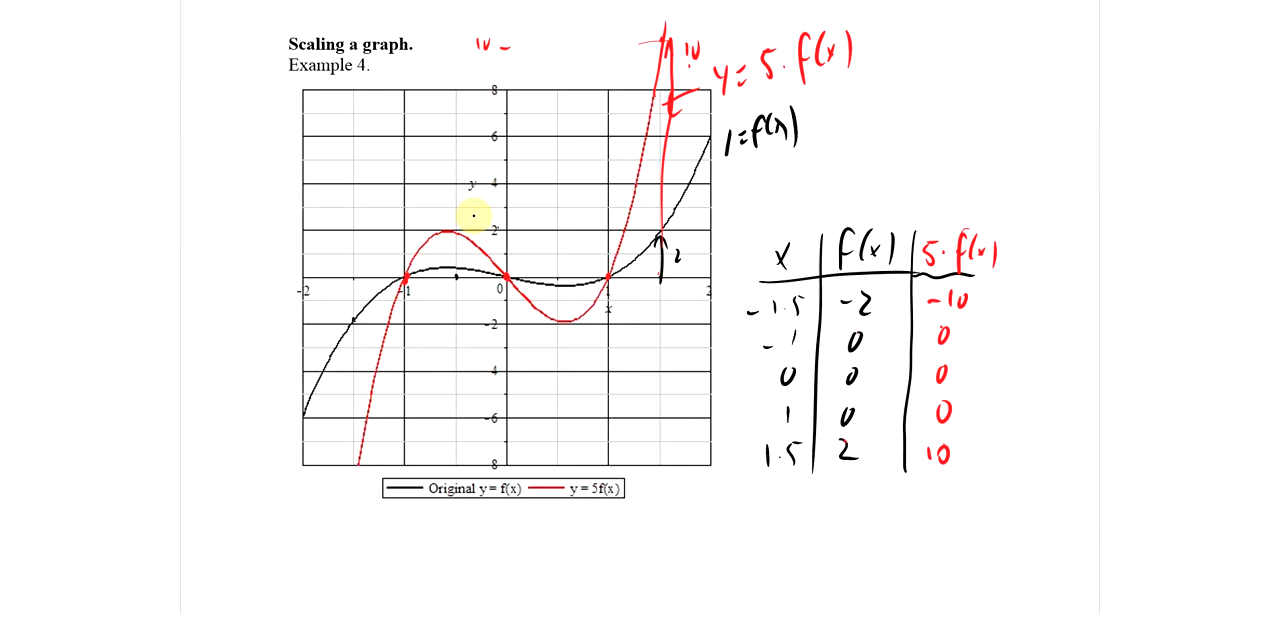 Scaling a graph.
Example 4.
10 -
10
y = 5 · f(x)
y = f(x)
8
6
y 4
2
2
-2 -1 0 1 2
x
-2
4
-6
8
Original y = f(x) y = 5f(x)
x f(x) 5 · f(x)
-1.5 -2 -10
-1 0 0
0 0 0
1 0 0
1.5 2 10